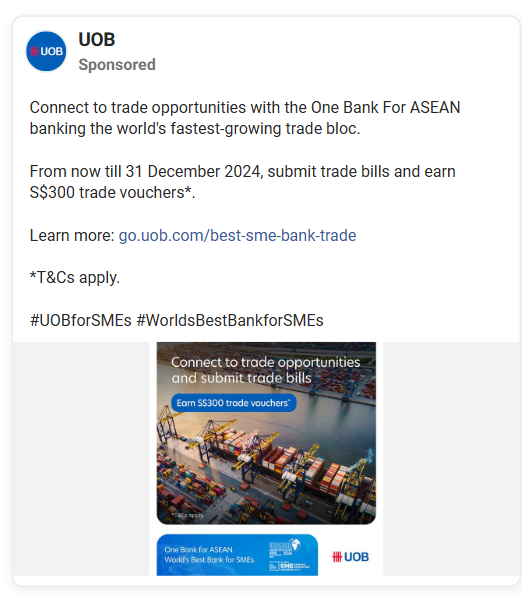 UOB
UOB
Sponsored
Connect to trade opportunities with the One Bank For ASEAN
banking the world's fastest-growing trade bloc.
From now till 31 December 2024, submit trade bills and earn
S$300 trade vouchers*.
Learn more: go.uob.com/best-sme-bank-trade
*T&Cs apply.
#UOBforSMEs #WorldsBestBankforSMEs
Connect to trade opportunities
and submit trade bills
Earn S$300 trade vouchers*
*T&Cs apply.
One Bank for ASEAN.
World's Best Bank for SMEs.
SME
UOB